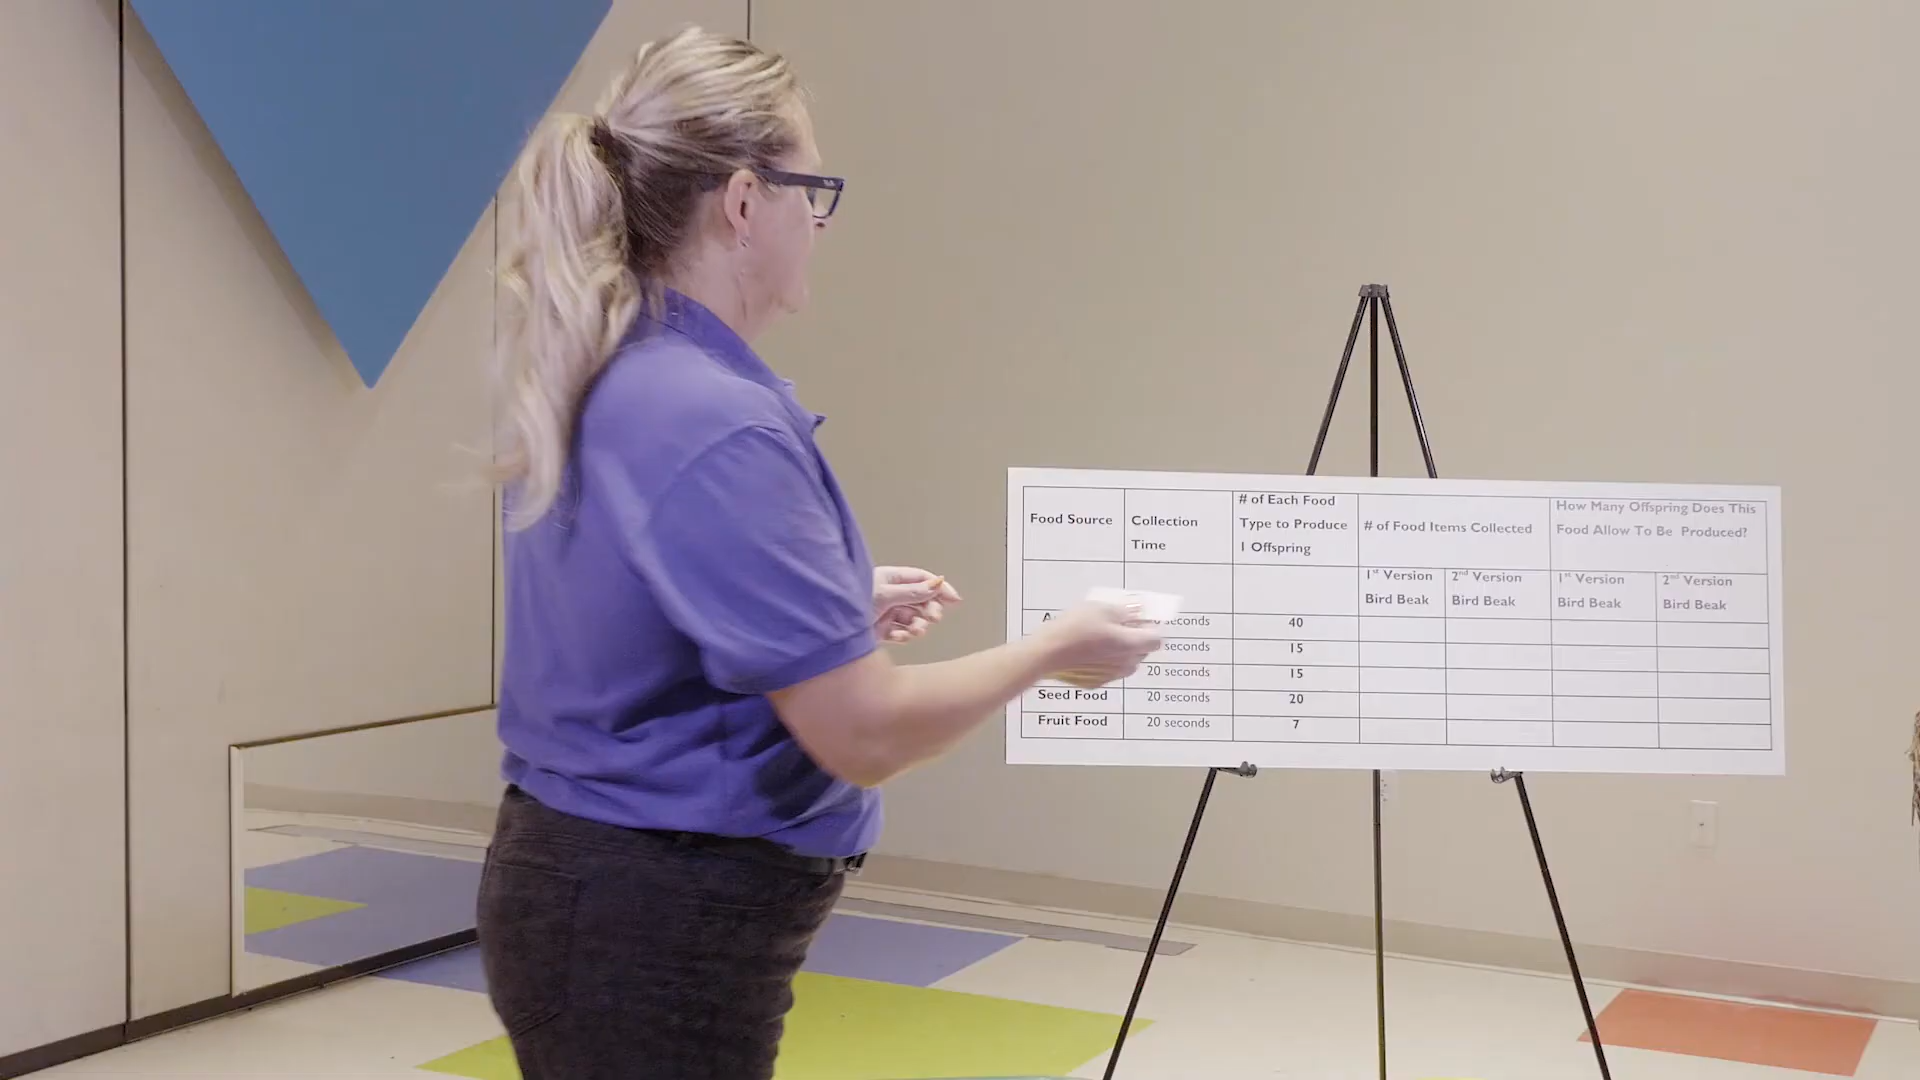 Food Source
Collection
Time
# of Each Food
Type to Produce
1 Offspring
# of Food Items Collected
How Many Offspring Does This
Food Allow To Be Produced?
1st Version
Bird Beak
2nd Version
Bird Beak
1st Version
Bird Beak
2nd Version
Bird Beak
seconds 40
seconds 15
20 seconds 15
Seed Food 20 seconds 20
Fruit Food 20 seconds 7